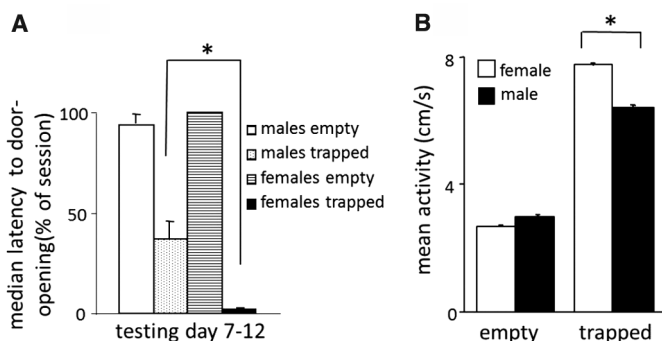 A
*
median latency to door-
opening(% of session)
100
50
0
males empty
males trapped
females empty
females trapped
testing day 7-12
B
*
female
male
mean activity (cm/s)
8
4
0
empty
trapped